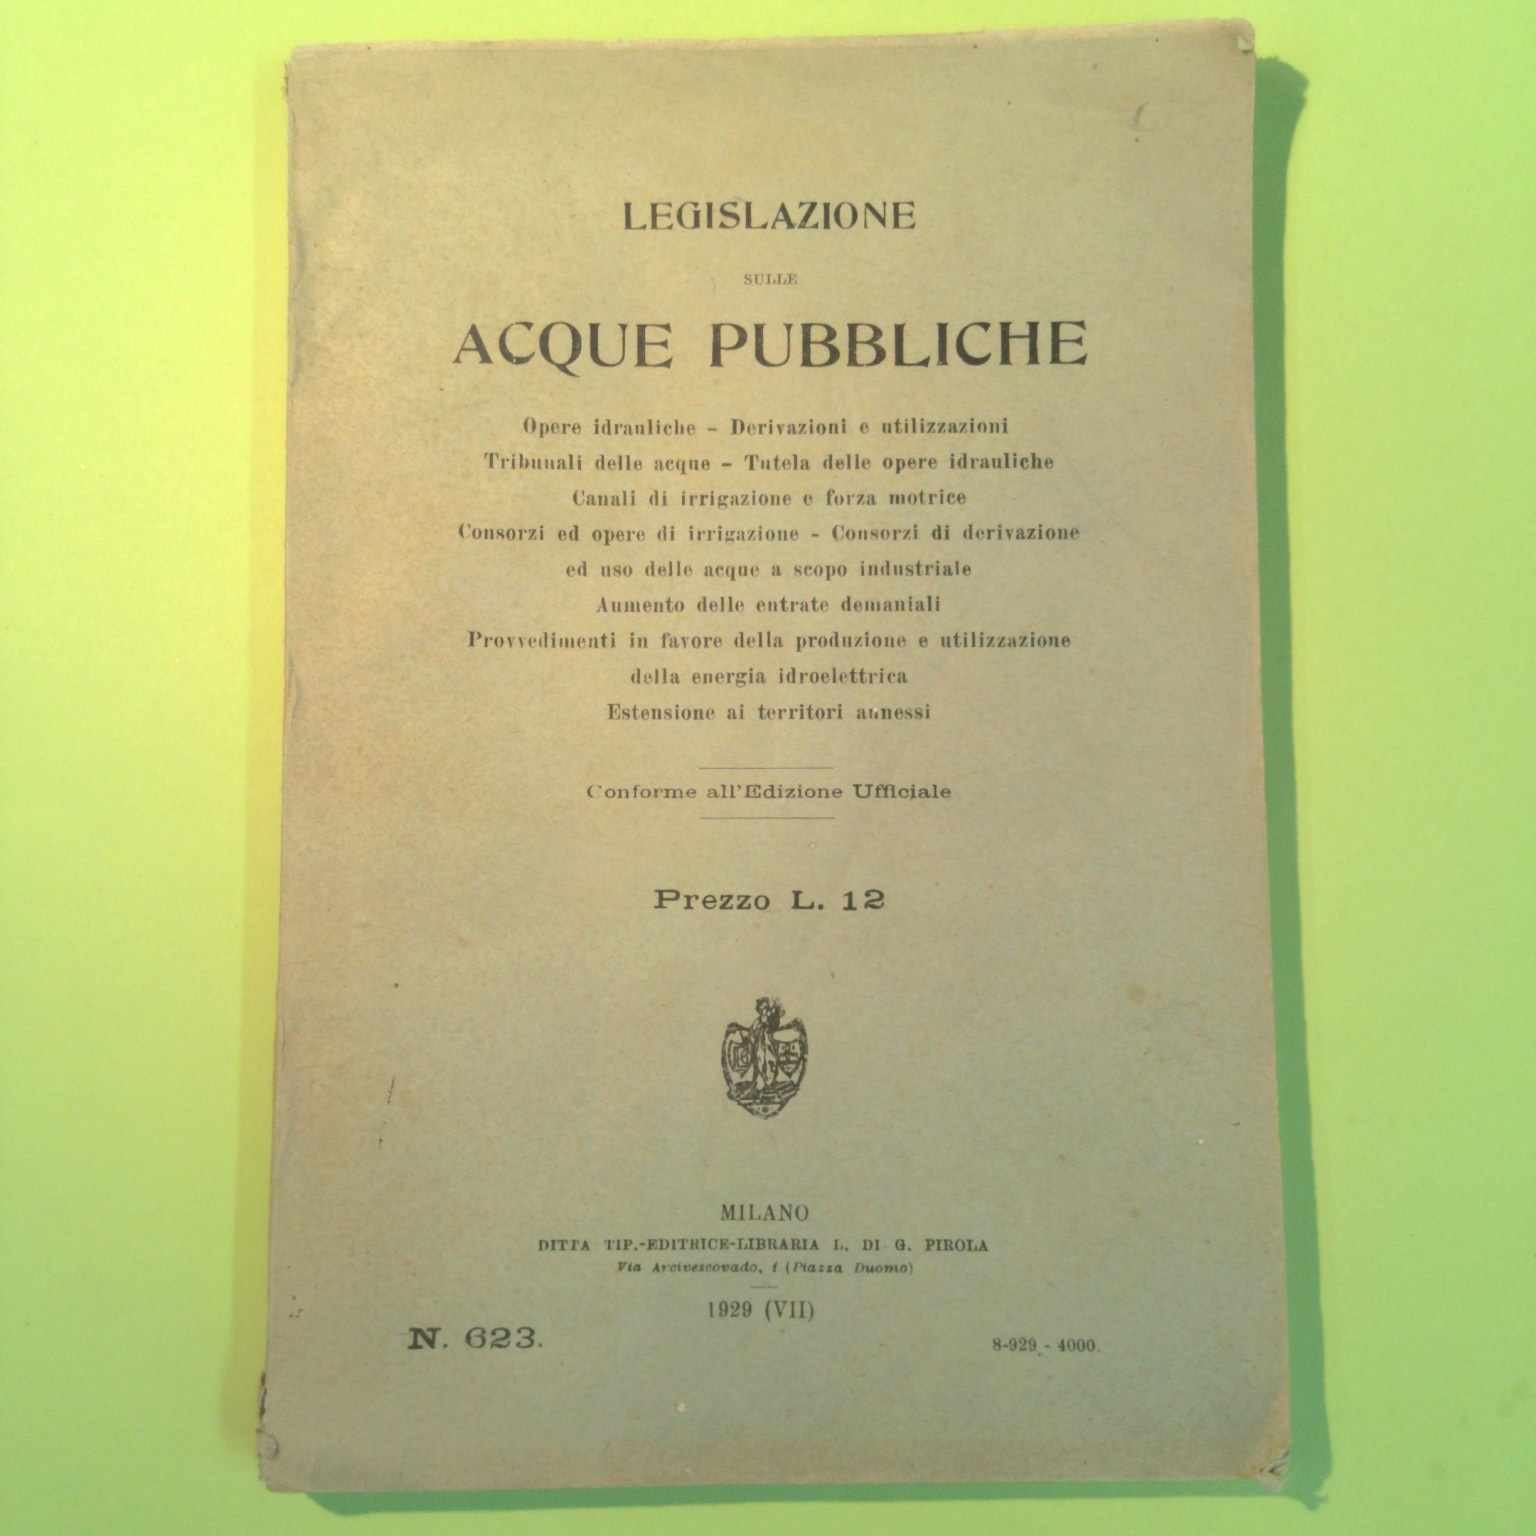 LEGISLAZIONE
SULLE
ACQUE PUBBLICHE
Opere idrauliche - Derivazioni e utilizzazioni
Tribunali delle acque - Tutela delle opere idrauliche
Canali di irrigazione e forza motrice
Consorzi ed opere di irrigazione - Consorzi di derivazione
ed uso delle acque a scopo industriale
Aumento delle entrate demaniali
Provvedimenti in favore della produzione e utilizzazione
della energia idroelettrica
Estensione ai territori annessi
Conforme all'Edizione Ufficiale
Prezzo L. 12
MILANO
DITTA TIP.-EDITRICE-LIBRARIA L. DI G. PIROLA
Via Arcivescovado, 1 (Piazza Duomo)
1929 (VII)
N. 623.
8-929 - 4000.